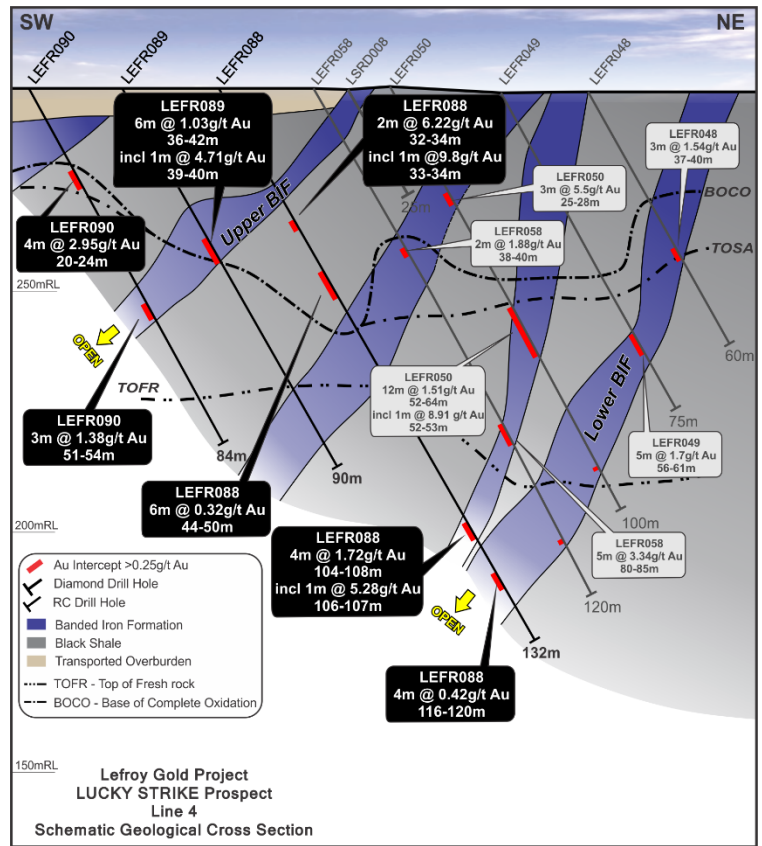 SW
NE
LEFR090
LEFR089
LEFR088
LEFR058
LSRD008
LEFR050
LEFR049
LEFR048
LEFR089
6m @ 1.03g/t Au
36-42m
incl 1m @ 4.71g/t Au
39-40m
LEFR088
2m @ 6.22g/t Au
32-34m
incl 1m @9.8g/t Au
33-34m
LEFR048
3m @ 1.54g/t Au
37-40m
LEFR050
3m @ 5.5g/t Au
25-28m
25m
BOCO
LEFR090
4m @ 2.95g/t Au
20-24m
Upper BIF
LEFR058
2m @ 1.88g/t Au
38-40m
TOSA
250mRL
OPEN
60m
TOFR
LEFR050
12m @ 1.51g/t Au
52-64m
incl 1m @ 8.91 g/t Au
52-53m
Lower BIF
75m
LEFR090
3m @ 1.38g/t Au
51-54m
84m
90m
LEFR049
5m @ 1.7g/t Au
56-61m
LEFR088
6m @ 0.32g/t Au
44-50m
100m
200mRL
LEFR088
4m @ 1.72g/t Au
104-108m
incl 1m @ 5.28g/t Au
106-107m
LEFR058
5m @ 3.34g/t Au
80-85m
120m
OPEN
132m
LEFR088
4m @ 0.42g/t Au
116-120m
Au Intercept >0.25g/t Au
Diamond Drill Hole
RC Drill Hole
Banded Iron Formation
Black Shale
Transported Overburden
TOFR - Top of Fresh rock
BOCO - Base of Complete Oxidation
150mRL
Lefroy Gold Project
LUCKY STRIKE Prospect
Line 4
Schematic Geological Cross Section